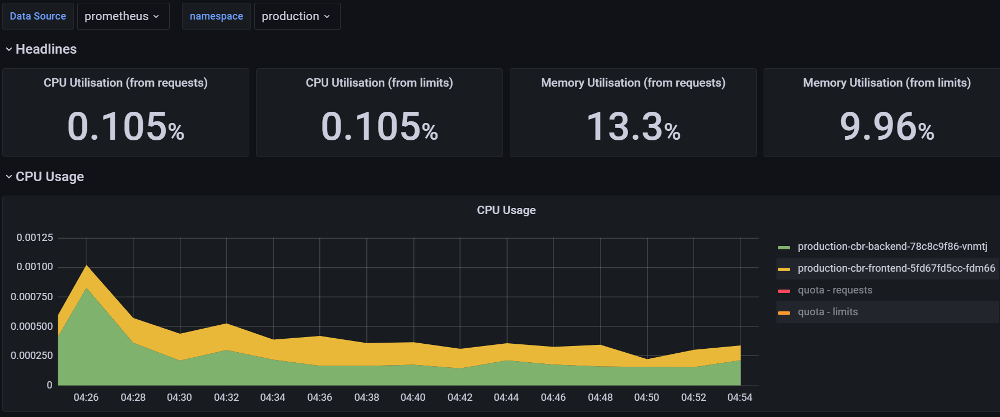 Data Source prometheus namespace production
Headlines
CPU Utilisation (from requests) CPU Utilisation (from limits) Memory Utilisation (from requests) Memory Utilisation (from limits)
0.105% 0.105% 13.3% 9.96%
CPU Usage
CPU Usage
0.00125
0.00100
0.000750
0.000500
0.000250
0
04:26 04:28 04:30 04:32 04:34 04:36 04:38 04:40 04:42 04:44 04:46 04:48 04:50 04:52 04:54
production-cbr-backend-78c8c9f86-vnmtj
production-cbr-frontend-5fd67fd5cc-fdm66
quota - requests
quota - limits